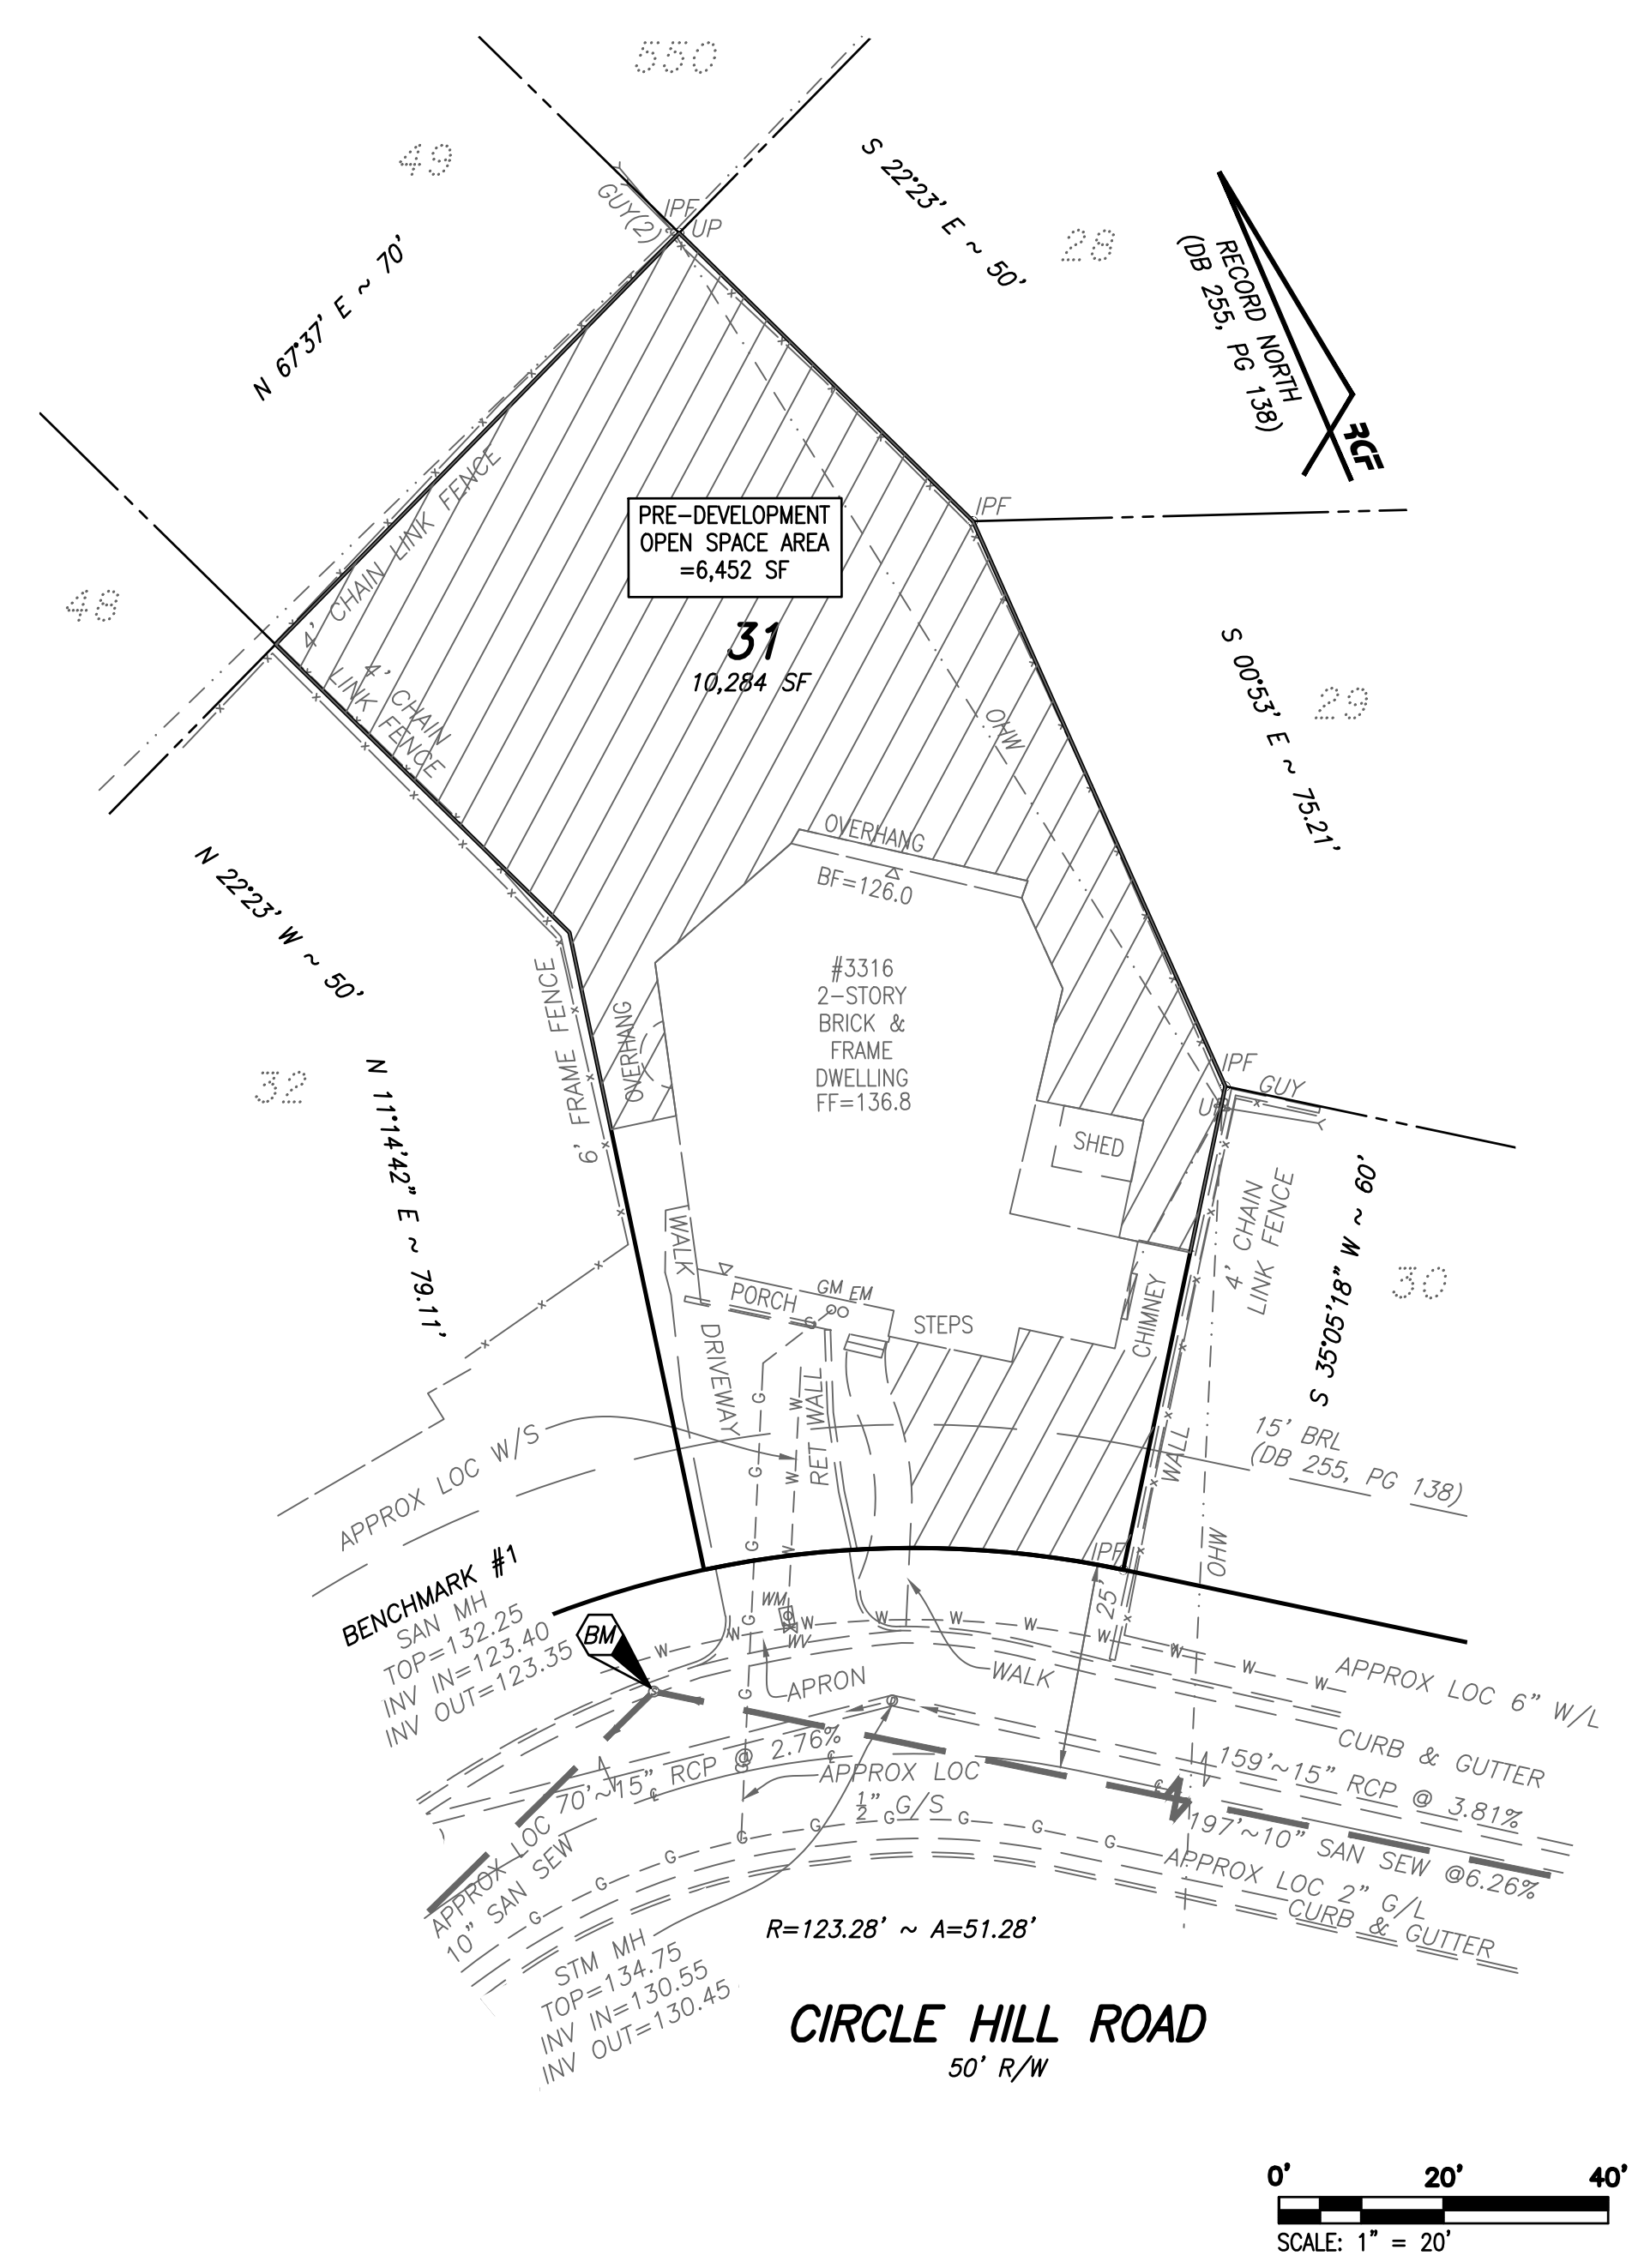 550
49
S 22°23' E ~ 50'
GUY(2)
IPF
UP
28
N 67°37' E ~ 70'
RECORD NORTH
(DB 255, PG 138)
RCF
4' CHAIN LINK FENCE
PRE-DEVELOPMENT
OPEN SPACE AREA
=6,452 SF
IPF
48
31
10,284 SF
4' CHAIN
LINK FENCE
OHW
S 00°53' E ~ 75.21'
29
OVERHANG
BF=126.0
N 22°23' W ~ 50'
6' FRAME FENCE
OVERHANG
#3316
2-STORY
BRICK &
FRAME
DWELLING
FF=136.8
32
N 11°14'42" E ~ 79.11'
IPF
GUY
UP
SHED
4' CHAIN
LINK FENCE
S 35°05'18" W ~ 60'
30
WALK
PORCH
GM
EM
G
STEPS
CHIMNEY
DRIVEWAY
RET WALL
G
W
G
W
G
W
WALL
15' BRL
(DB 255, PG 138)
APPROX LOC W/S
OHW
IPF
25'
BENCHMARK #1
SAN MH
TOP=132.25
INV IN=123.40
INV OUT=123.35
BM
WM
WV
W
W
W
W
W
W
W
W
W
W
G
G
G
APRON
WALK
APPROX LOC 6" W/L
CURB & GUTTER
70'~15" RCP @ 2.76%
159'~15" RCP @ 3.81%
APPROX LOC
½" G/S
197'~10" SAN SEW @6.26%
APPROX LOC
10" SAN SEW
G
G
G
G
G
G
G
G
G
APPROX LOC 2" G/L
CURB & GUTTER
R=123.28' ~ A=51.28'
STM MH
TOP=134.75
INV IN=130.55
INV OUT=130.45
CIRCLE HILL ROAD
50' R/W
0' 20' 40'
SCALE: 1" = 20'